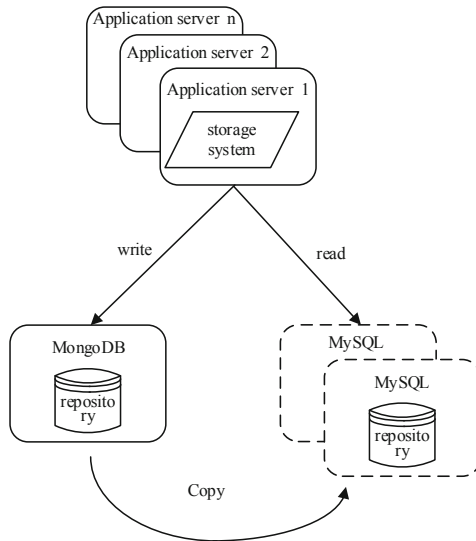 Application server n
Application server 2
Application server 1
storage
system
write
read
MongoDB
reposito
ry
MySQL
MySQL
reposito
ry
Copy